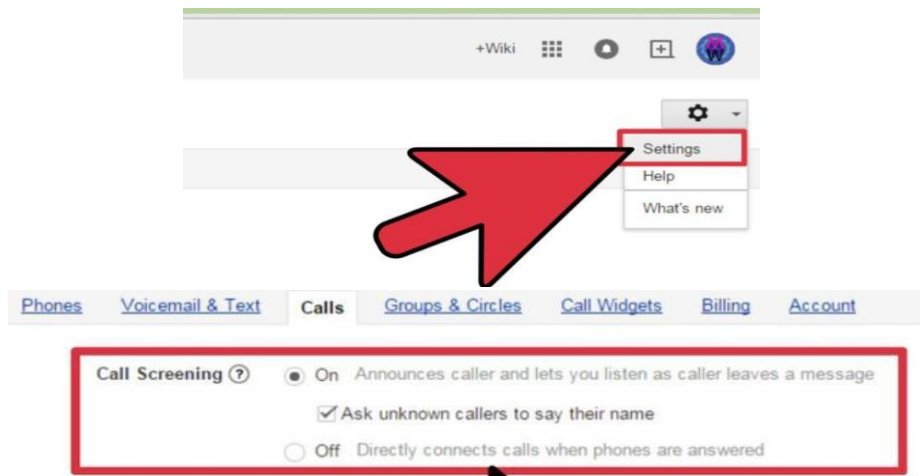 +Wiki
Settings
Help
What's new
Phones Voicemail & Text Calls Groups & Circles Call Widgets Billing Account
Call Screening ? On Announces caller and lets you listen as caller leaves a message
Ask unknown callers to say their name
Off Directly connects calls when phones are answered